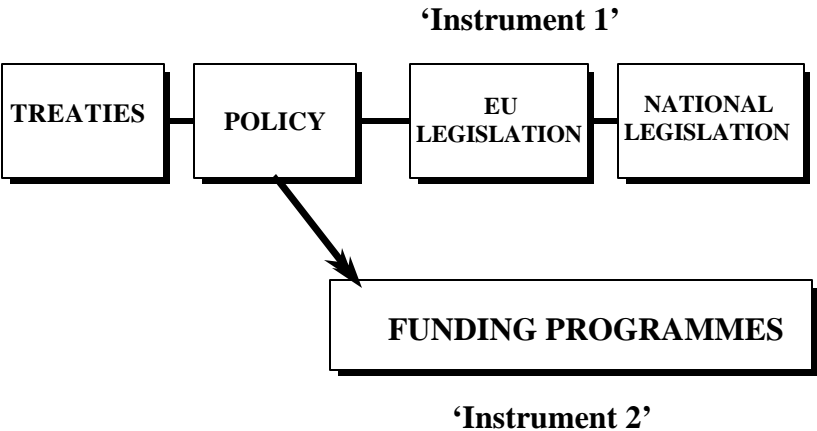 ‘Instrument 1’
TREATIES
POLICY
EU
LEGISLATION
NATIONAL
LEGISLATION
FUNDING PROGRAMMES
‘Instrument 2’